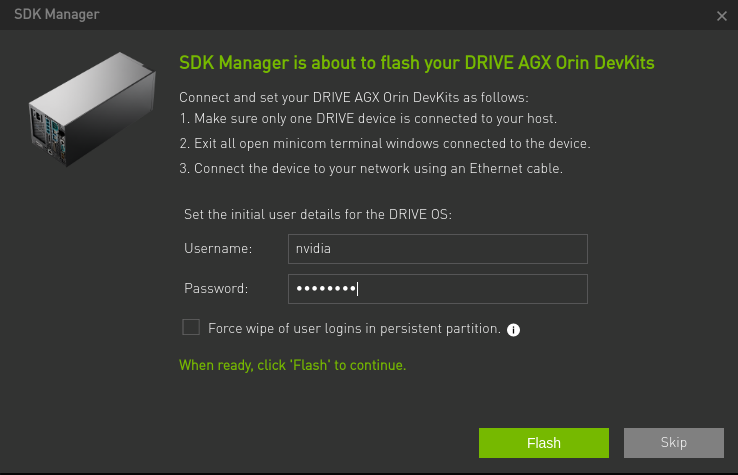 SDK Manager
SDK Manager is about to flash your DRIVE AGX Orin DevKits
Connect and set your DRIVE AGX Orin DevKits as follows:
1. Make sure only one DRIVE device is connected to your host.
2. Exit all open minicom terminal windows connected to the device.
3. Connect the device to your network using an Ethernet cable.
Set the initial user details for the DRIVE OS:
Username: nvidia
Password: ••••••••
Force wipe of user logins in persistent partition.
When ready, click 'Flash' to continue.
Flash Skip